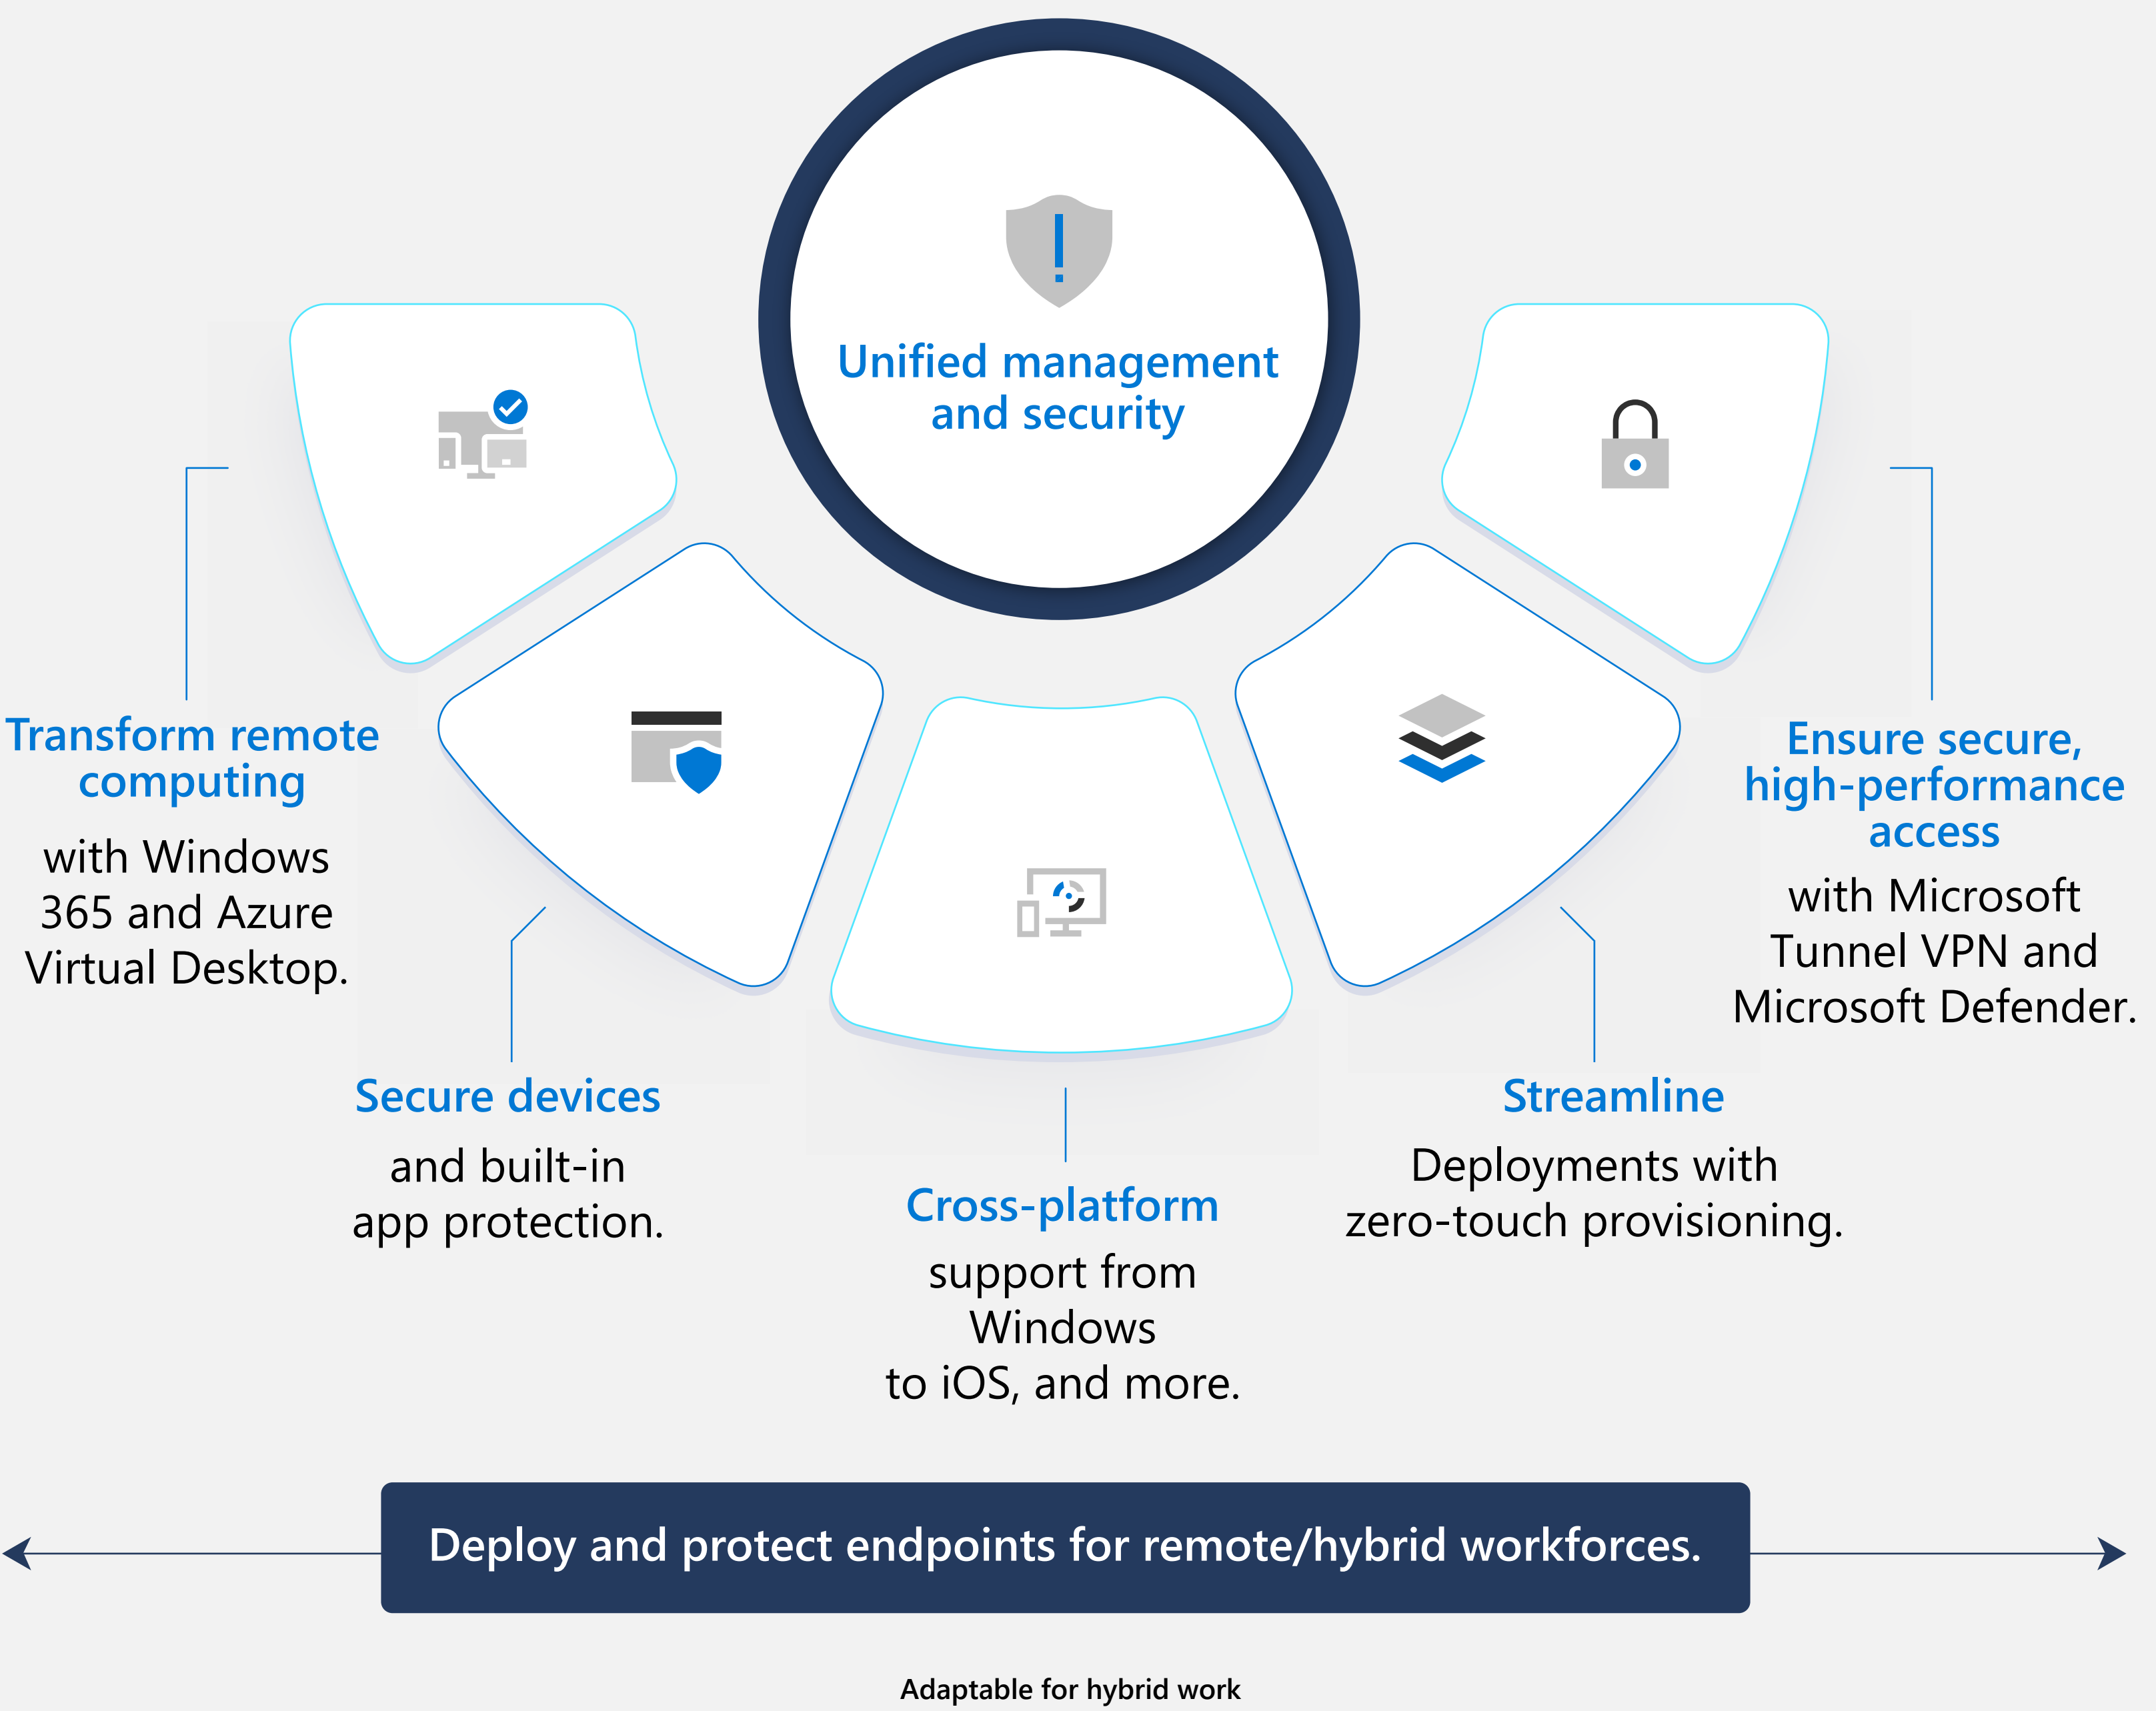 Unified management
and security
Transform remote
computing
with Windows
365 and Azure
Virtual Desktop.
Secure devices
and built-in
app protection.
Cross-platform
support from
Windows
to iOS, and more.
Streamline
Deployments with
zero-touch provisioning.
Ensure secure,
high-performance
access
with Microsoft
Tunnel VPN and
Microsoft Defender.
Deploy and protect endpoints for remote/hybrid workforces.
Adaptable for hybrid work